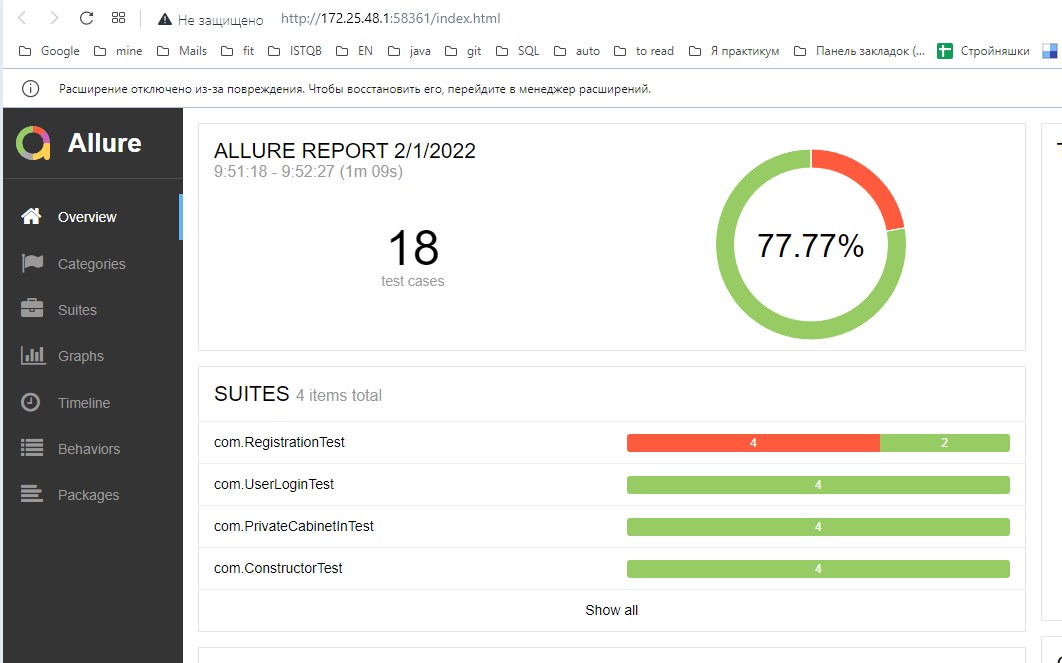 Не защищено http://172.25.48.1:58361/index.html
Google mine Mails fit ISTQB EN java git SQL auto to read Я практикум Панель закладок (... Стройняшки
Расширение отключено из-за повреждения. Чтобы восстановить его, перейдите в менеджер расширений.
Allure
Overview
Categories
Suites
Graphs
Timeline
Behaviors
Packages
ALLURE REPORT 2/1/2022
9:51:18 - 9:52:27 (1m 09s)
18
test cases
77.77%
SUITES 4 items total
com.RegistrationTest 4 2
com.UserLoginTest 4
com.PrivateCabinetInTest 4
com.ConstructorTest 4
Show all